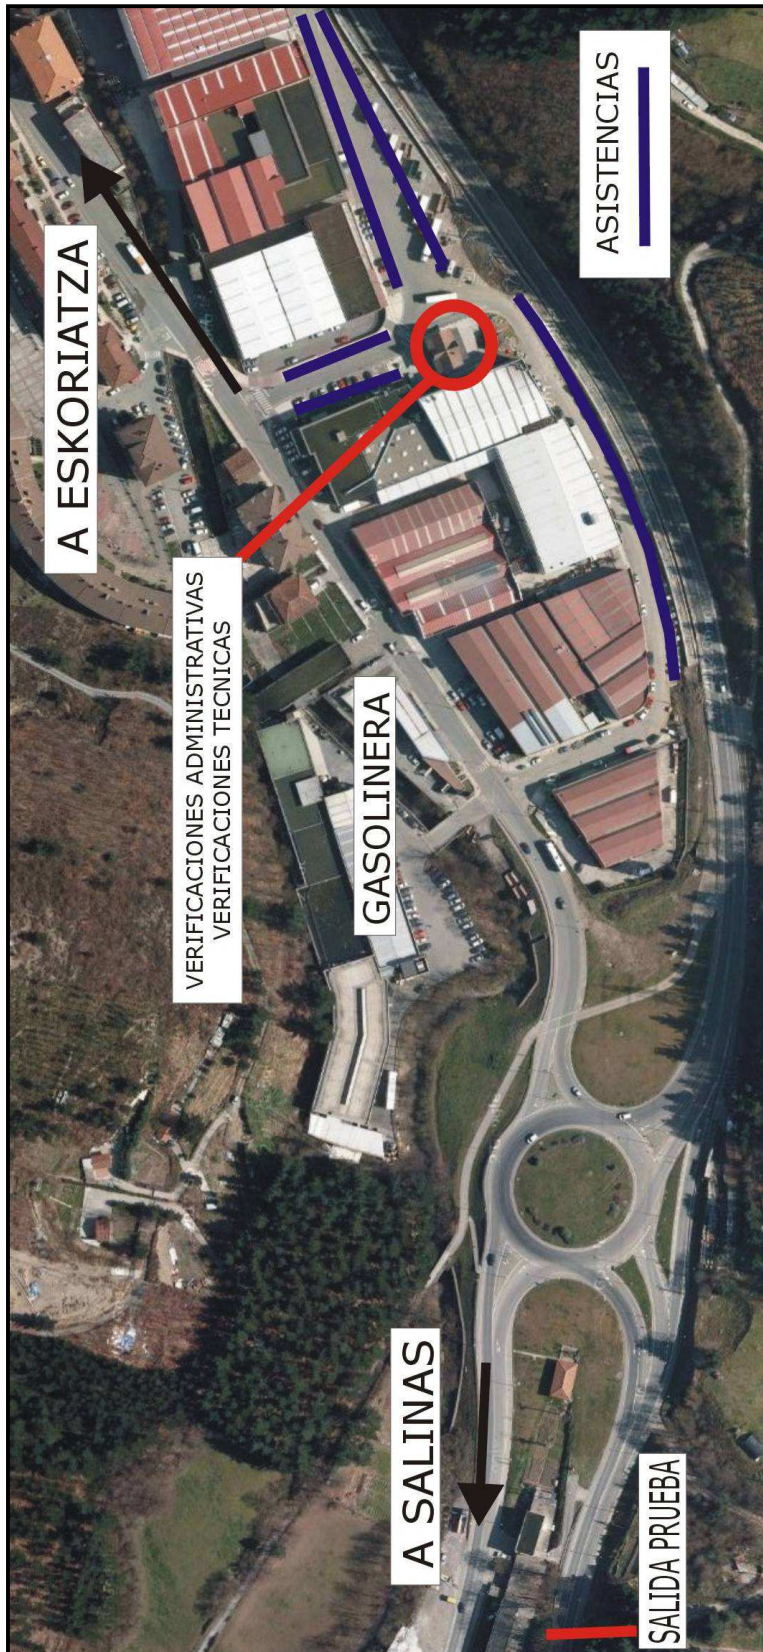 A ESKORIATZA
ASISTENCIAS
VERIFICACIONES ADMINISTRATIVAS
VERIFICACIONES TECNICAS
GASOLINERA
A SALINAS
SALIDA PRUEBA